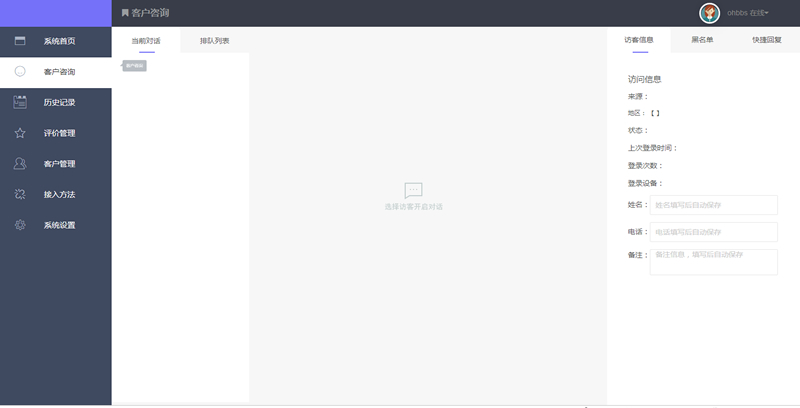 客户咨询
ohbbs 在线
系统首页
客户咨询
历史记录
评价管理
客户管理
接入方法
系统设置
当前对话
排队列表
客户咨询
选择访客开启对话
访客信息
黑名单
快捷回复
访问信息
来源：
地区：【】
状态：
上次登录时间：
登录次数：
登录设备：
姓名： 姓名填写后自动保存
电话： 电话填写后自动保存
备注： 备注信息，填写后自动保存